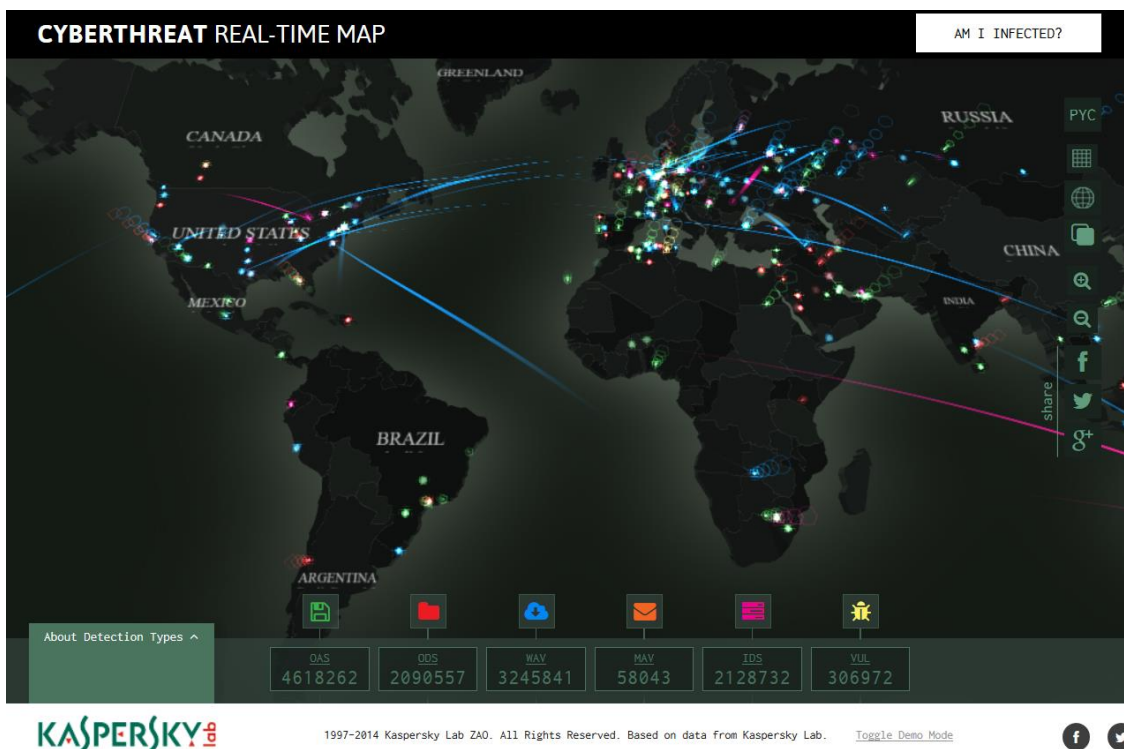 CYBERTHREAT REAL-TIME MAP
AM I INFECTED?
GREENLAND
RUSSIA
CANADA
РУС
UNITED STATES
CHINA
MEXICO
INDIA
share
f
g+
BRAZIL
ARGENTINA
About Detection Types
OAS
4618262
ODS
2090557
WAV
3245841
MAV
58043
IDS
2128732
VUL
306972
KASPERSKY lab
1997-2014 Kaspersky Lab ZAO. All Rights Reserved. Based on data from Kaspersky Lab.
Toggle Demo Mode
f